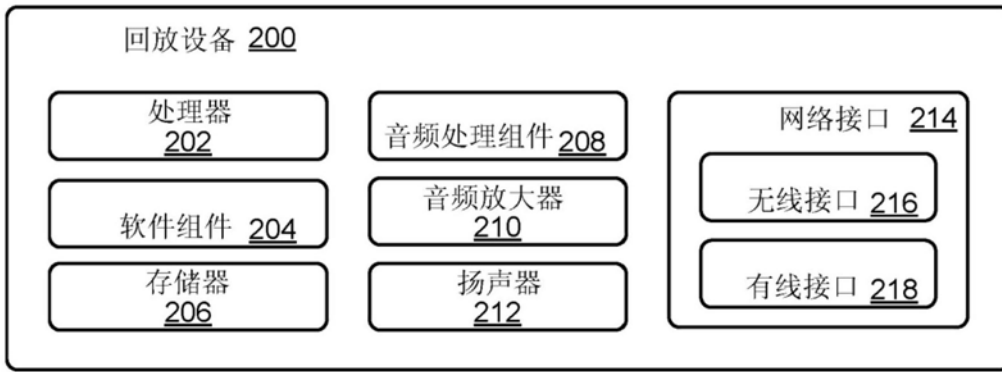 回放设备 200
处理器
202
软件组件 204
存储器
206
音频处理组件 208
音频放大器
210
扬声器
212
网络接口 214
无线接口 216
有线接口 218